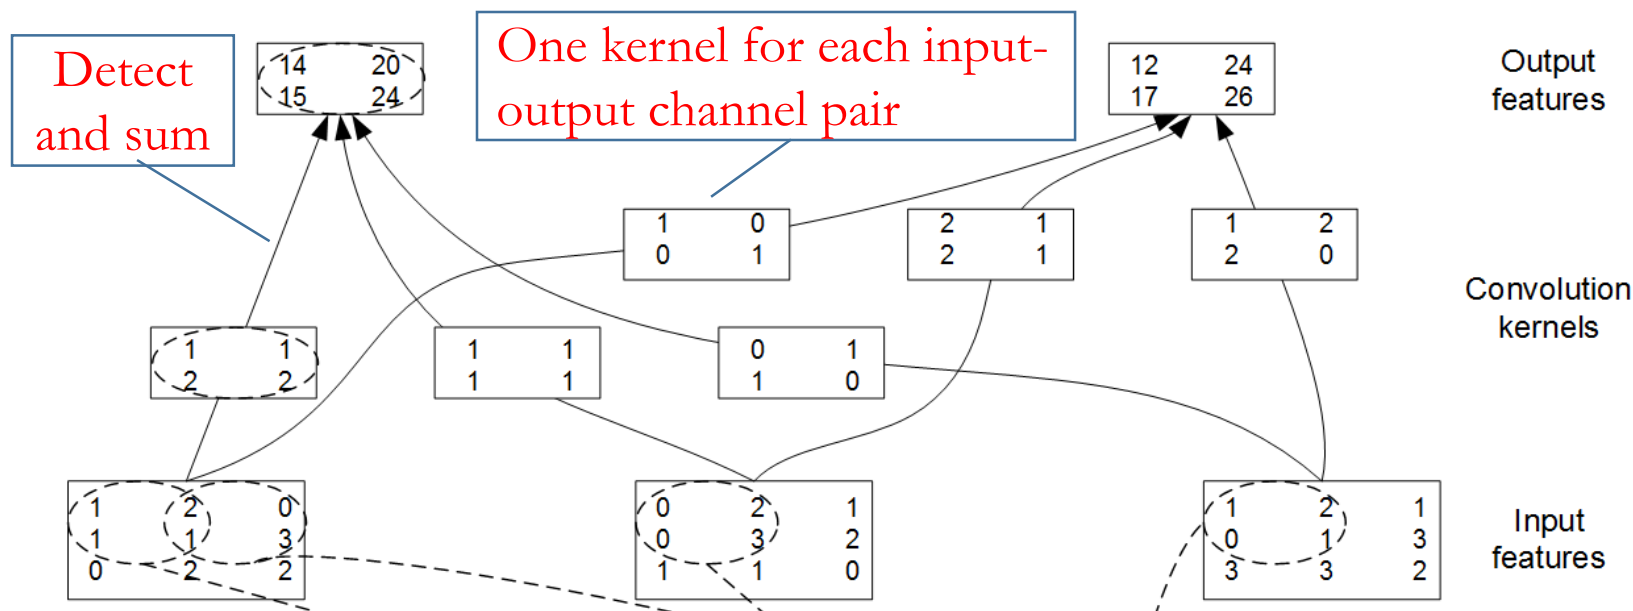 Detect
and sum
14 20
15 24
One kernel for each input-
output channel pair
12 24
17 26
Output
features
1 0
0 1
2 1
2 1
1 2
2 0
Convolution
kernels
1 1
2 2
1 1
1 1
0 1
1 0
1 2 0
1 1 3
0 2 2
0 2 1
0 3 2
1 1 0
1 2 1
0 1 3
3 3 2
Input
features